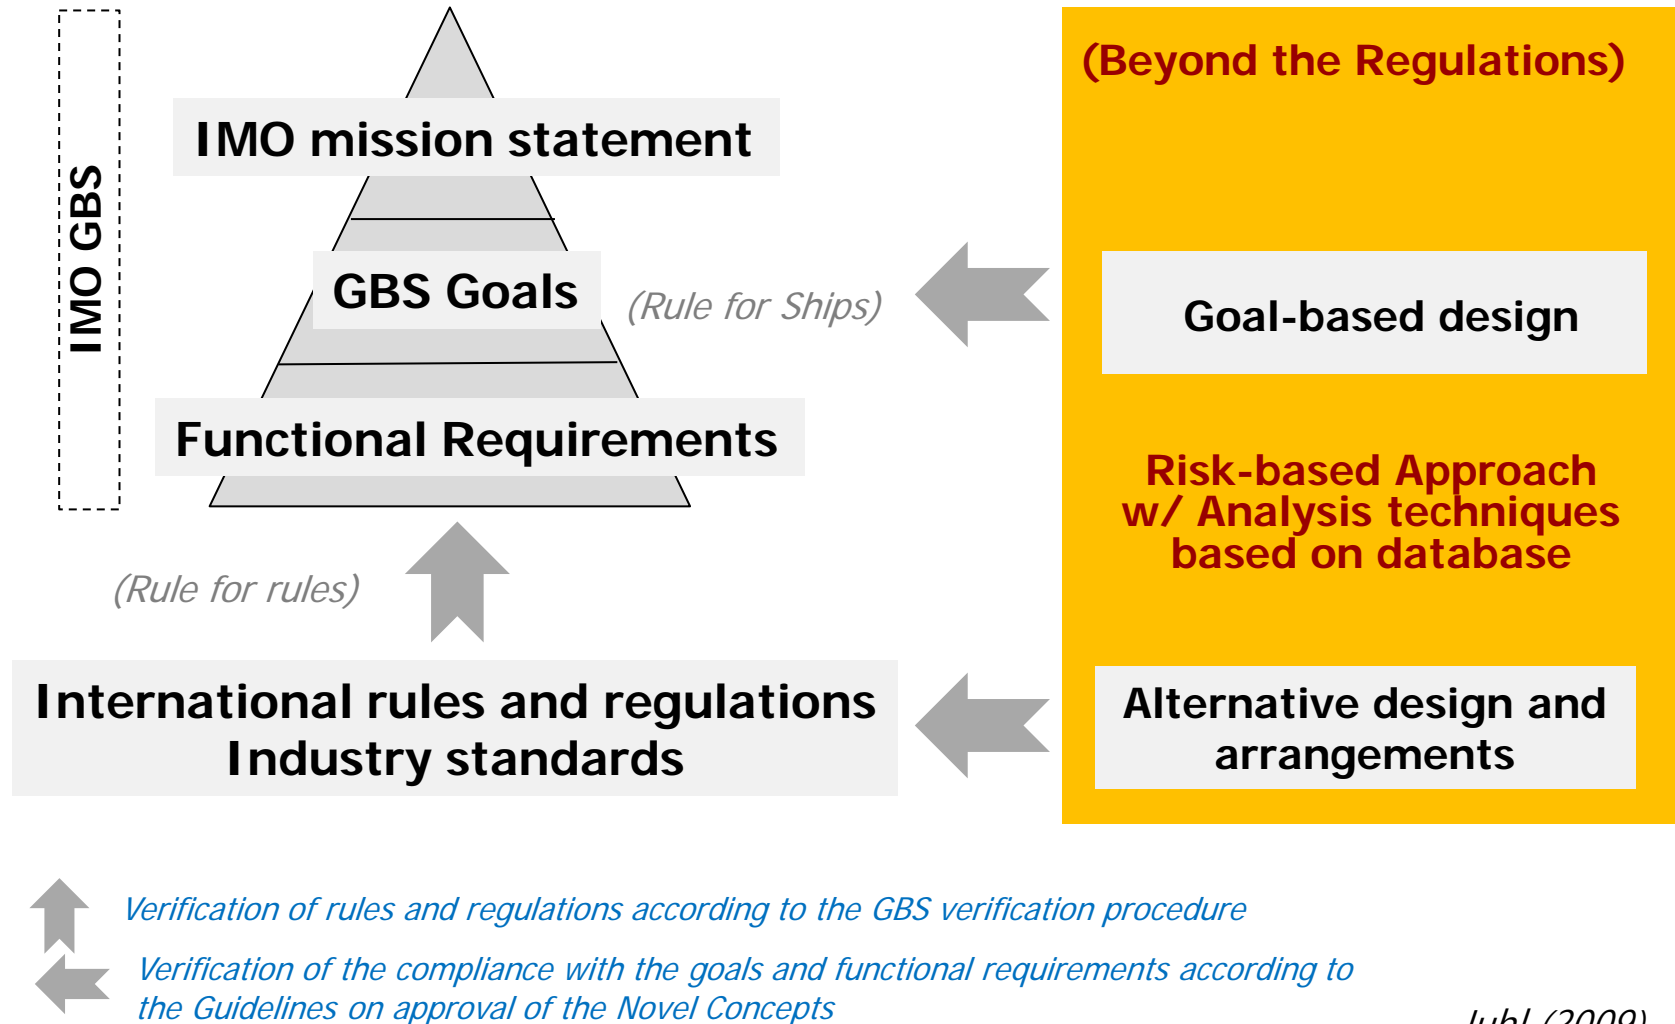 (Beyond the Regulations)
IMO mission statement
IMO GBS
GBS Goals
(Rule for Ships)
Goal-based design
Functional Requirements
Risk-based Approach
w/ Analysis techniques
based on database
(Rule for rules)
International rules and regulations
Industry standards
Alternative design and
arrangements
Verification of rules and regulations according to the GBS verification procedure
Verification of the compliance with the goals and functional requirements according to
the Guidelines on approval of the Novel Concepts
Juhl (2009)